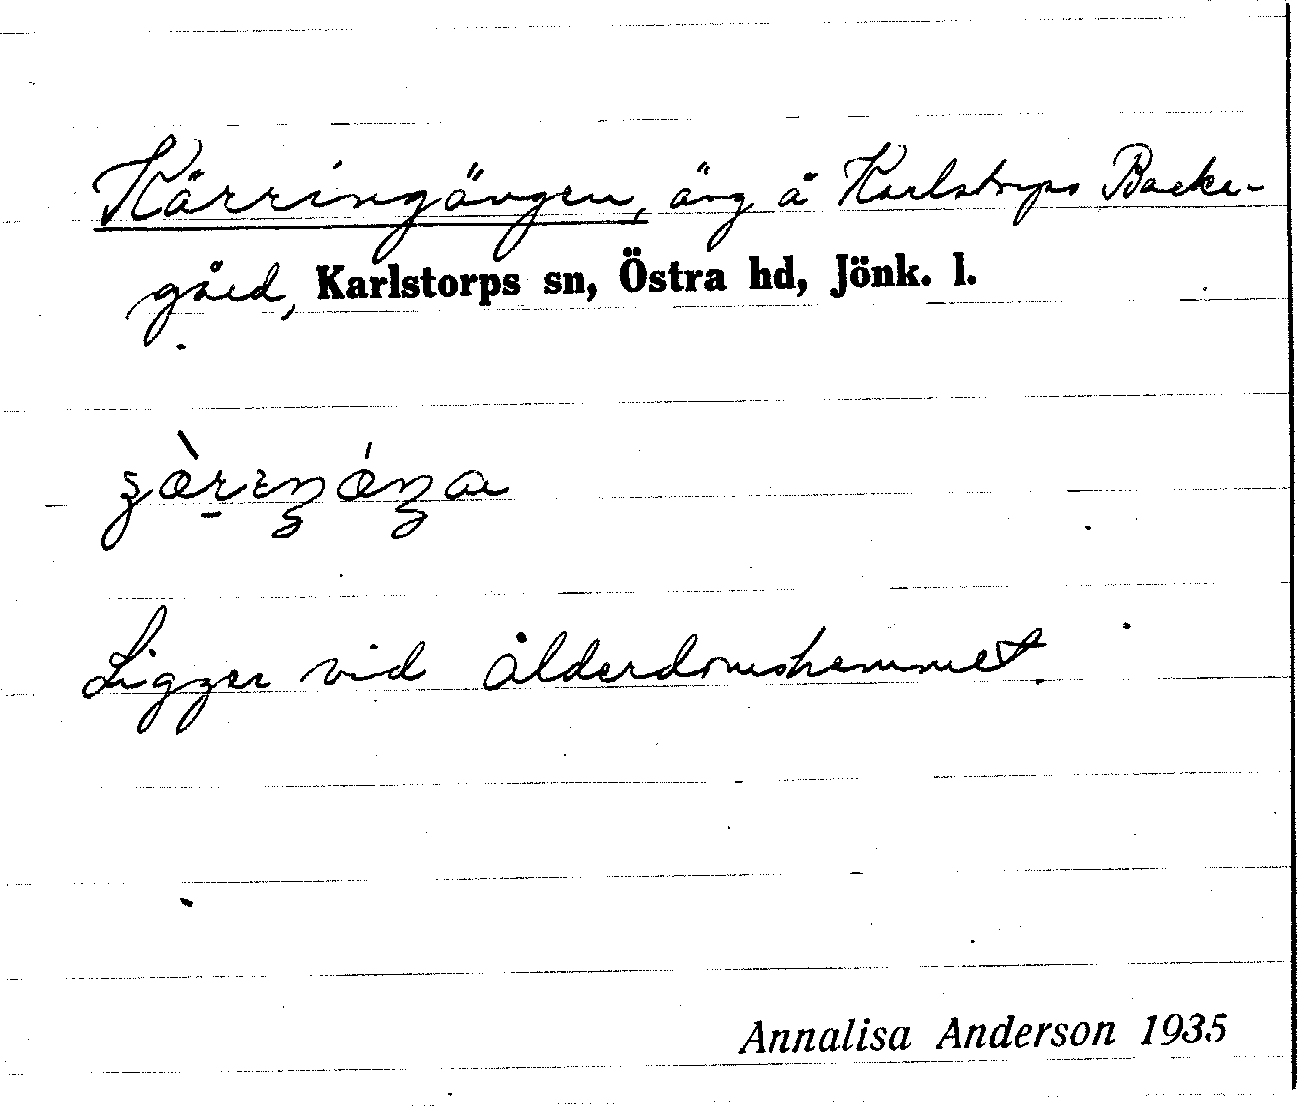 Kärringängen, äng å Karlstorps Backe-
gård, Karlstorps sn, Östra hd, Jönk. l.
Ligger vid ålderdomshemmet.
Annalisa Anderson 1935